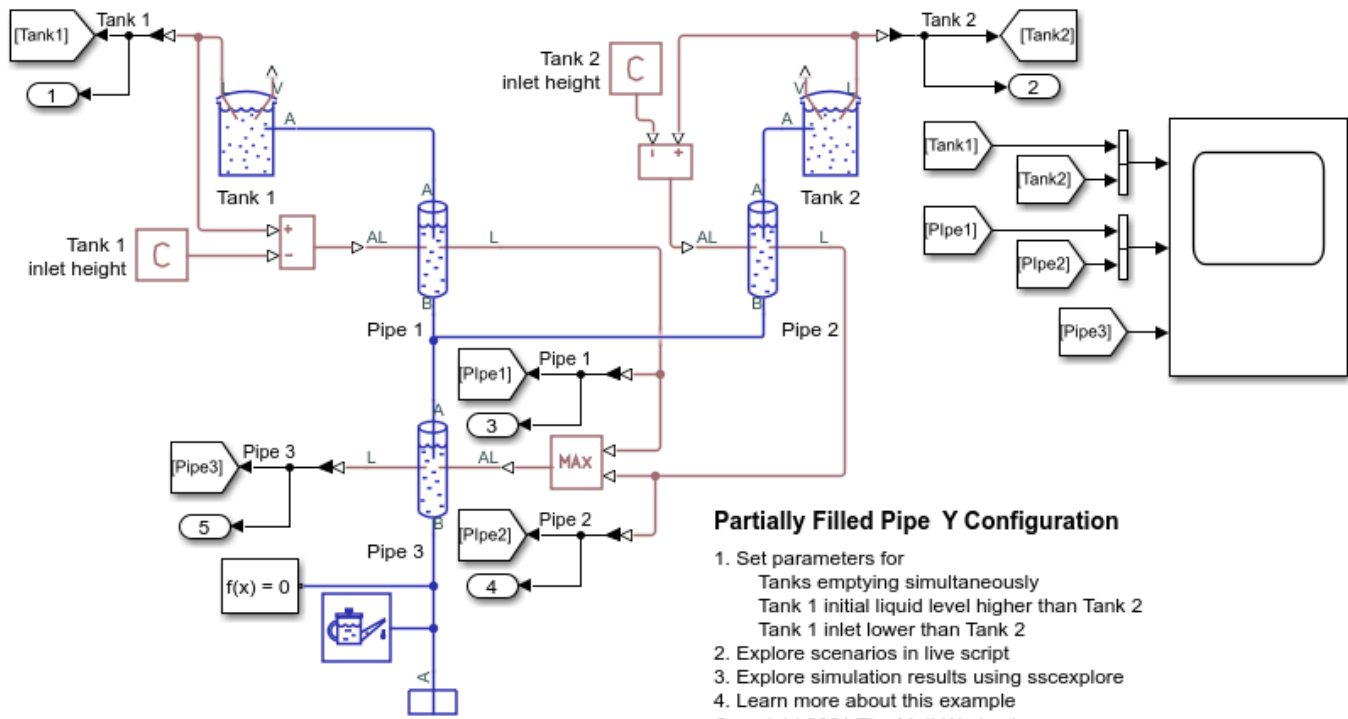 [Tank1]
Tank 1
1
L
V
A
Tank 1
Tank 1
inlet height
C
+
-
AL
A
L
B
Pipe 1
Tank 2
inlet height
C
-
+
Tank 2
[Tank2]
2
V
L
A
Tank 2
A
AL
L
B
Pipe 2
[Tank1]
[Tank2]
[PIpe1]
[PIpe2]
[Pipe3]
[PIpe1]
Pipe 1
3
A
[Pipe3]
Pipe 3
L
AL
MAX
5
B
Pipe 3
[PIpe2]
Pipe 2
4
f(x) = 0
A
Partially Filled Pipe Y Configuration
1. Set parameters for
Tanks emptying simultaneously
Tank 1 initial liquid level higher than Tank 2
Tank 1 inlet lower than Tank 2
2. Explore scenarios in live script
3. Explore simulation results using sscexplore
4. Learn more about this example